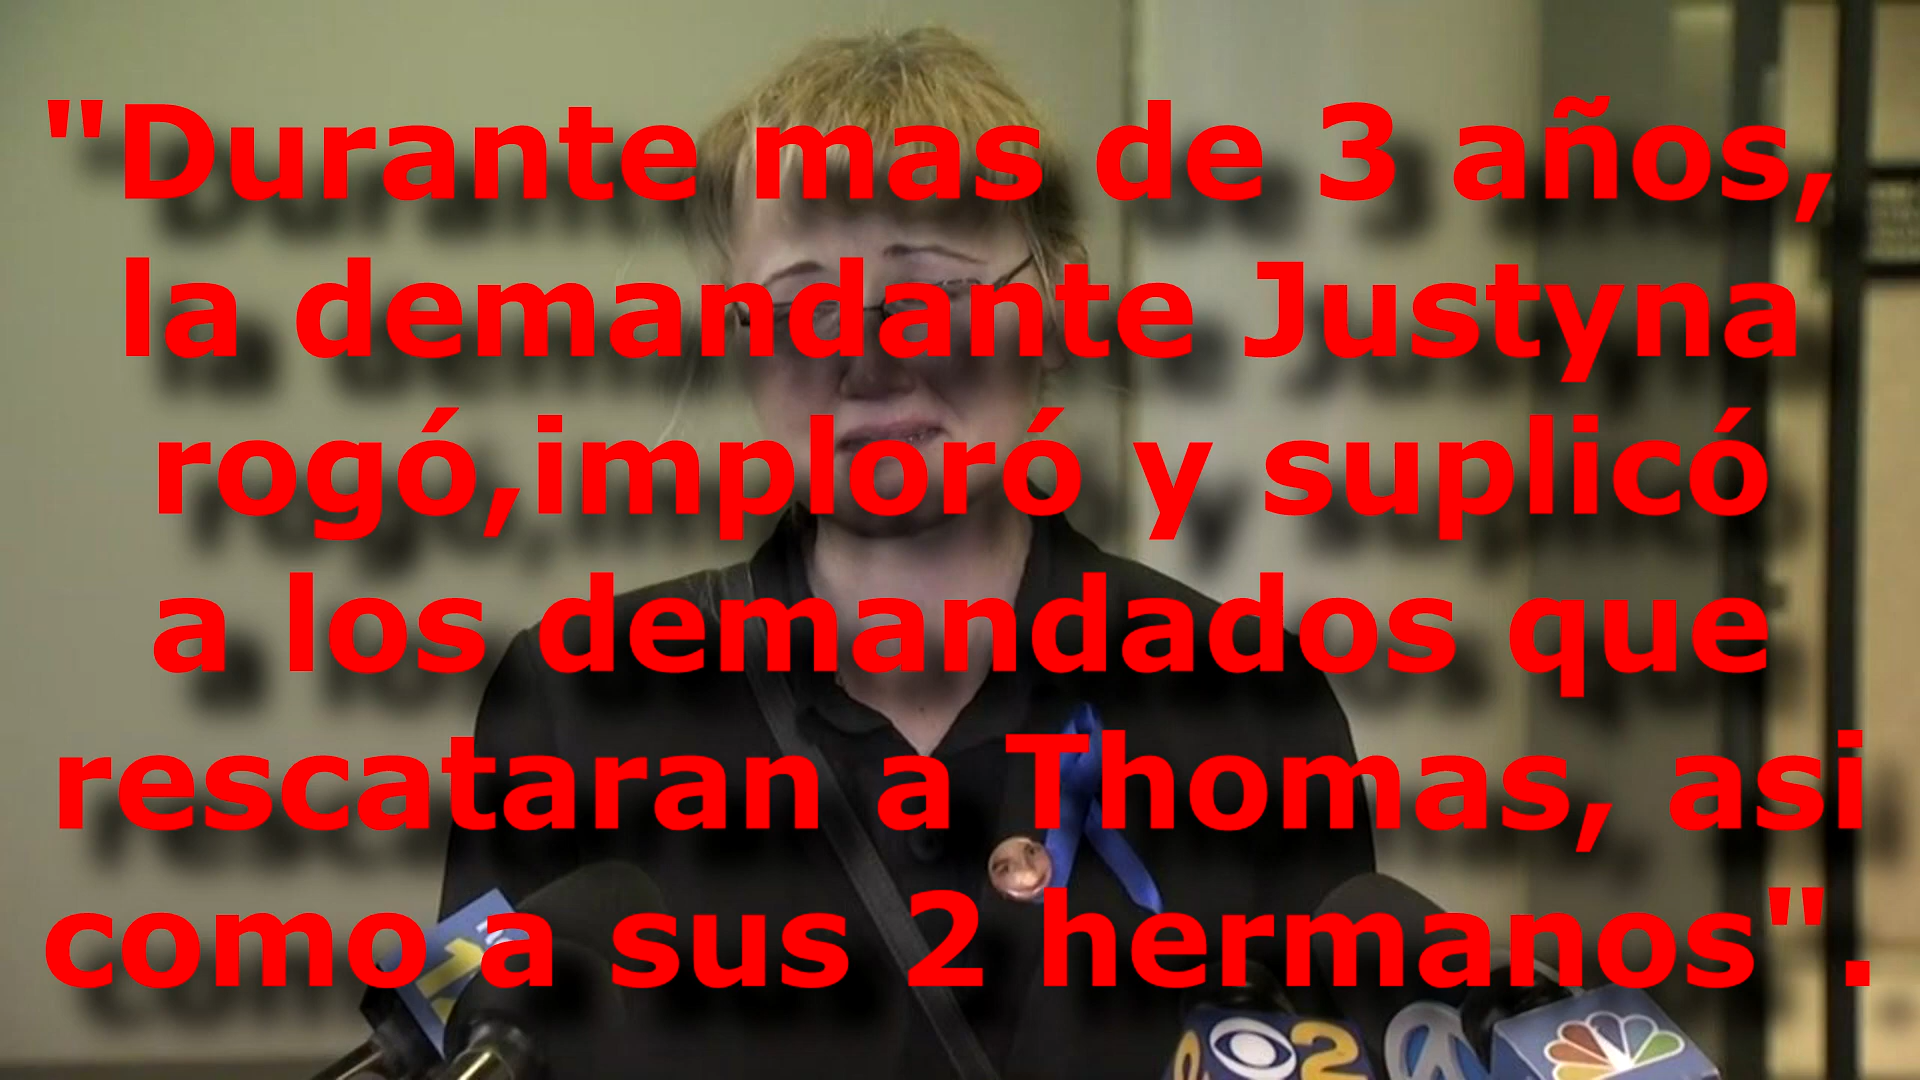 "Durante mas de 3 años,
la demandante Justyna
rogó,imploró y suplicó
a los demandados que
rescataran a Thomas, asi
como a sus 2 hermanos".
2